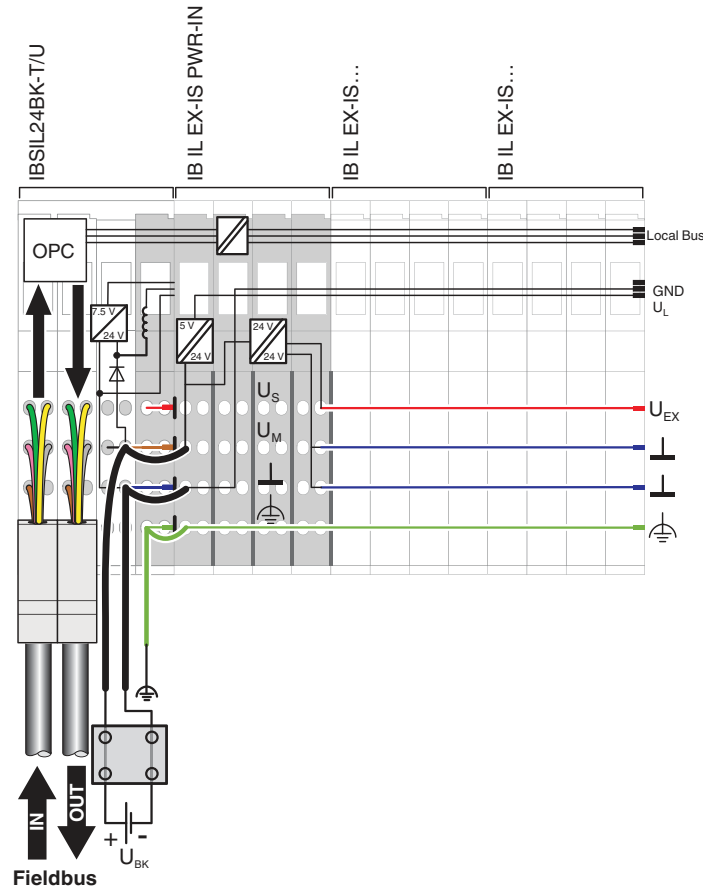 IBSIL24BK-T/U
IB IL EX-IS PWR-IN
IB IL EX-IS...
IB IL EX-IS...
OPC
Local Bus
7.5 V
24 V
5 V
24 V
24 V
24 V
GND
UL
US
UEX
UM
IN
OUT
+
-
UBK
Fieldbus